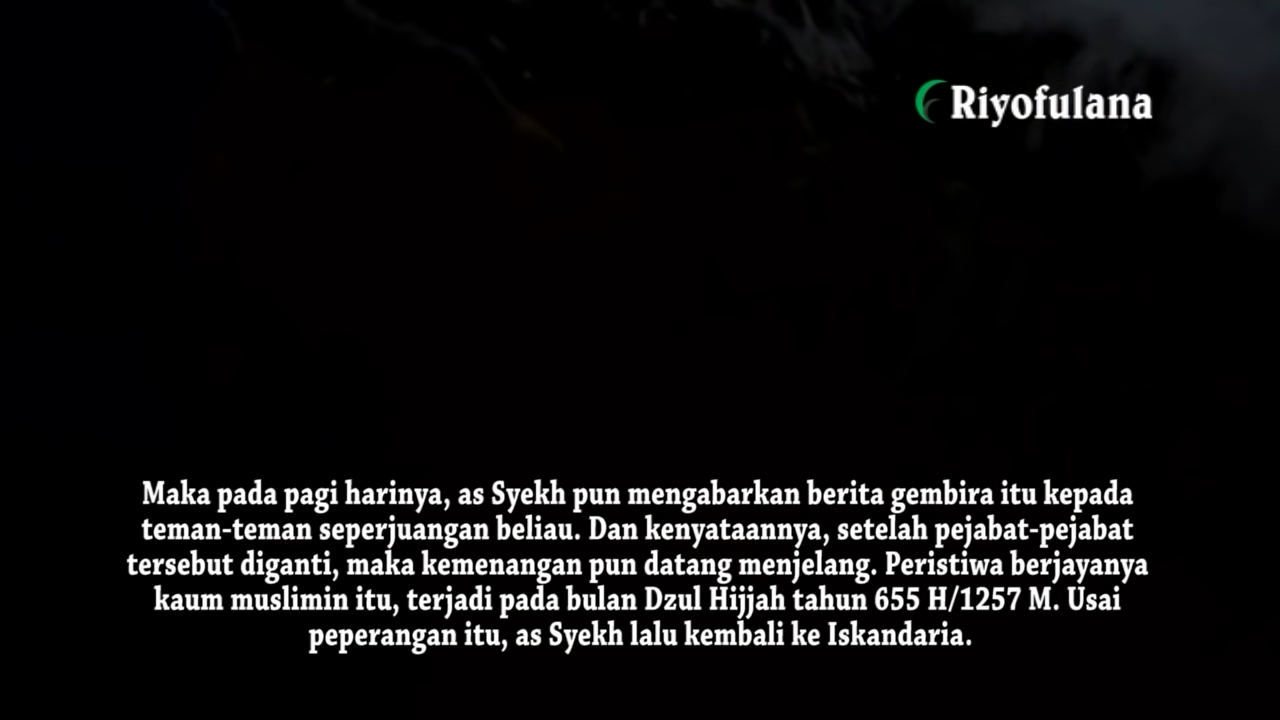 Riyofulana
Maka pada pagi harinya, as Syekh pun mengabarkan berita gembira itu kepada
teman-teman seperjuangan beliau. Dan kenyataannya, setelah pejabat-pejabat
tersebut diganti, maka kemenangan pun datang menjelang. Peristiwa berjayanya
kaum muslimin itu, terjadi pada bulan Dzul Hijjah tahun 655 H/1257 M. Usai
peperangan itu, as Syekh lalu kembali ke Iskandaria.